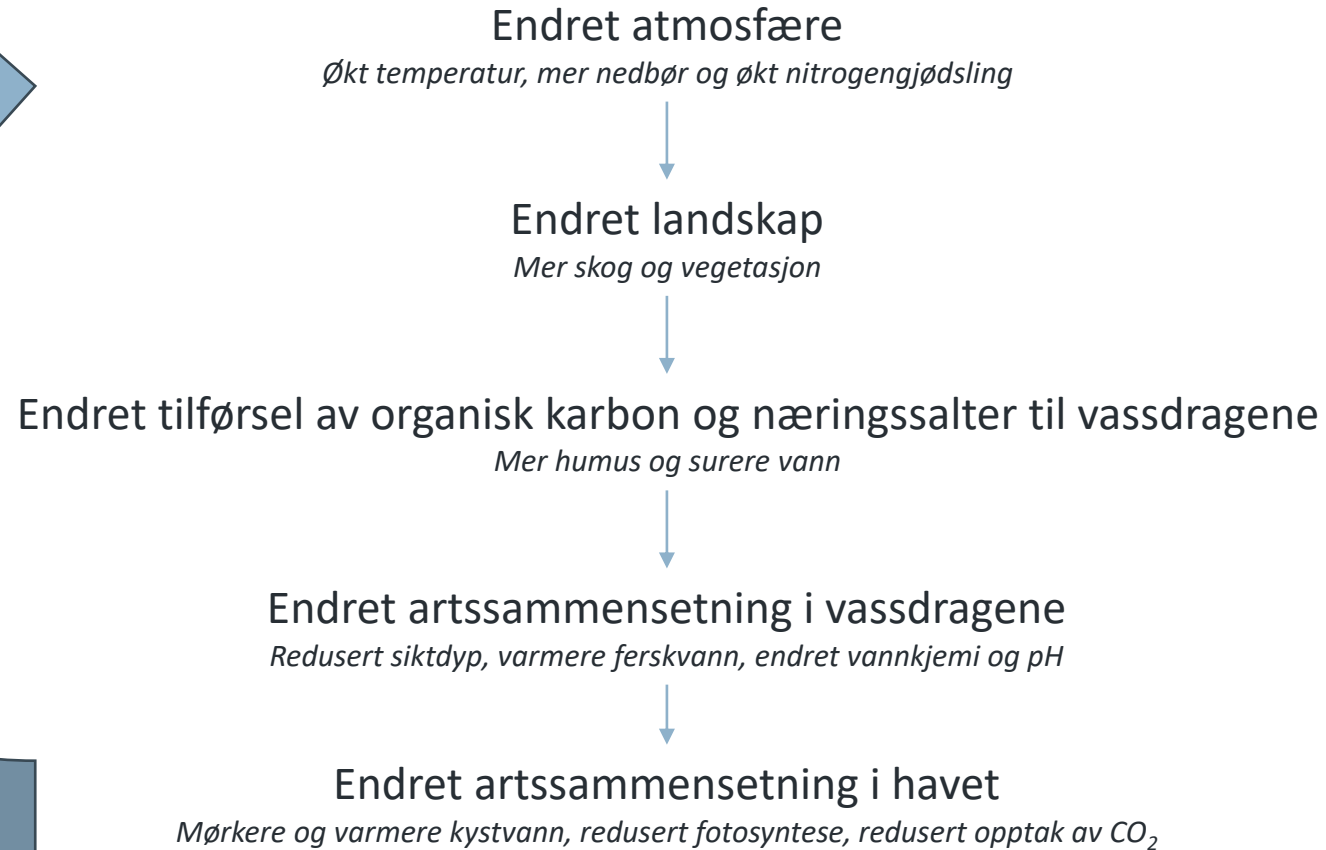 Endret atmosfære
Økt temperatur, mer nedbør og økt nitrogengjødsling
Endret landskap
Mer skog og vegetasjon
Endret tilførsel av organisk karbon og næringssalter til vassdragene
Mer humus og surere vann
Endret artssammensetning i vassdragene
Redusert siktdyp, varmere ferskvann, endret vannkjemi og pH
Endret artssammensetning i havet
Mørkere og varmere kystvann, redusert fotosyntese, redusert opptak av CO₂